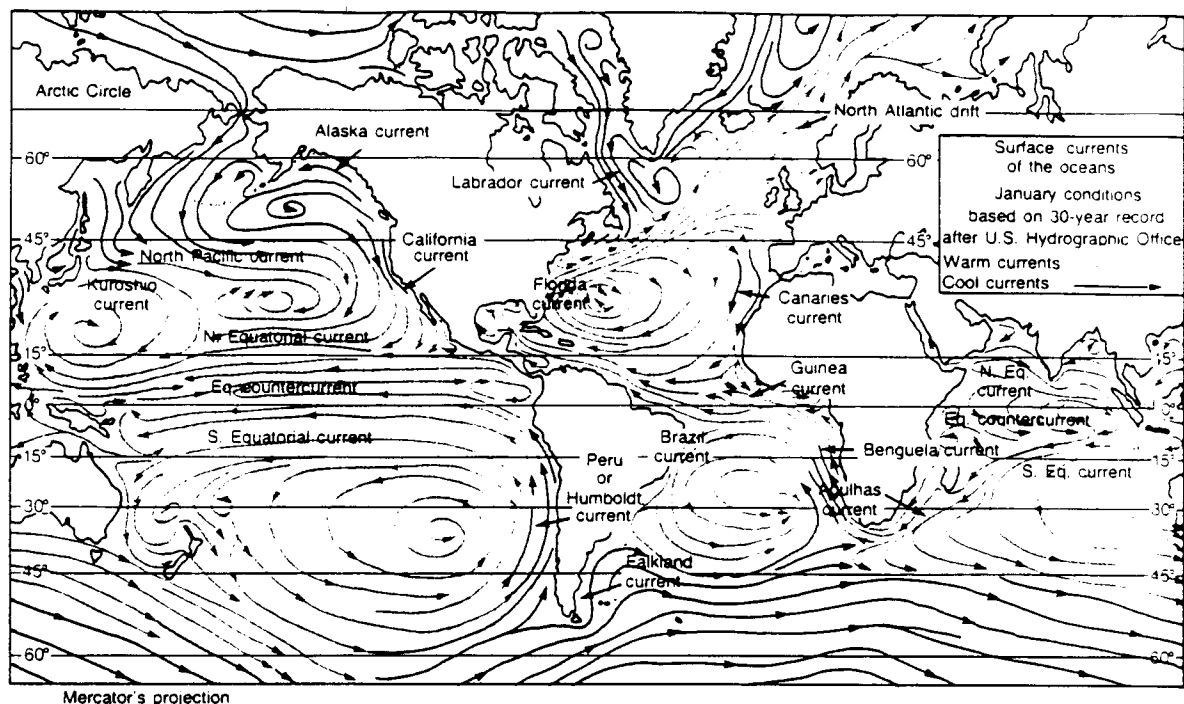 Arctic Circle
Alaska current
North Atlantic drift
60°
60°
Labrador current
Surface currents
of the oceans
January conditions
based on 30-year record
after U.S. Hydrographic Office
Warm currents
Cool currents
45°
45°
California
current
North Pacific current
Kuroshio
current
Florida
current
Canaries
current
N. Equatorial current
15°
15°
Guinea
current
N. Eq.
current
Eq. countercurrent
0°
0°
Eq. countercurrent
S. Equatorial current
Brazil
current
Benguela current
15°
15°
S. Eq. current
Peru
or
Humboldt
current
Agulhas
current
30°
30°
Falkland
current
45°
45°
60°
60°
Mercator's projection